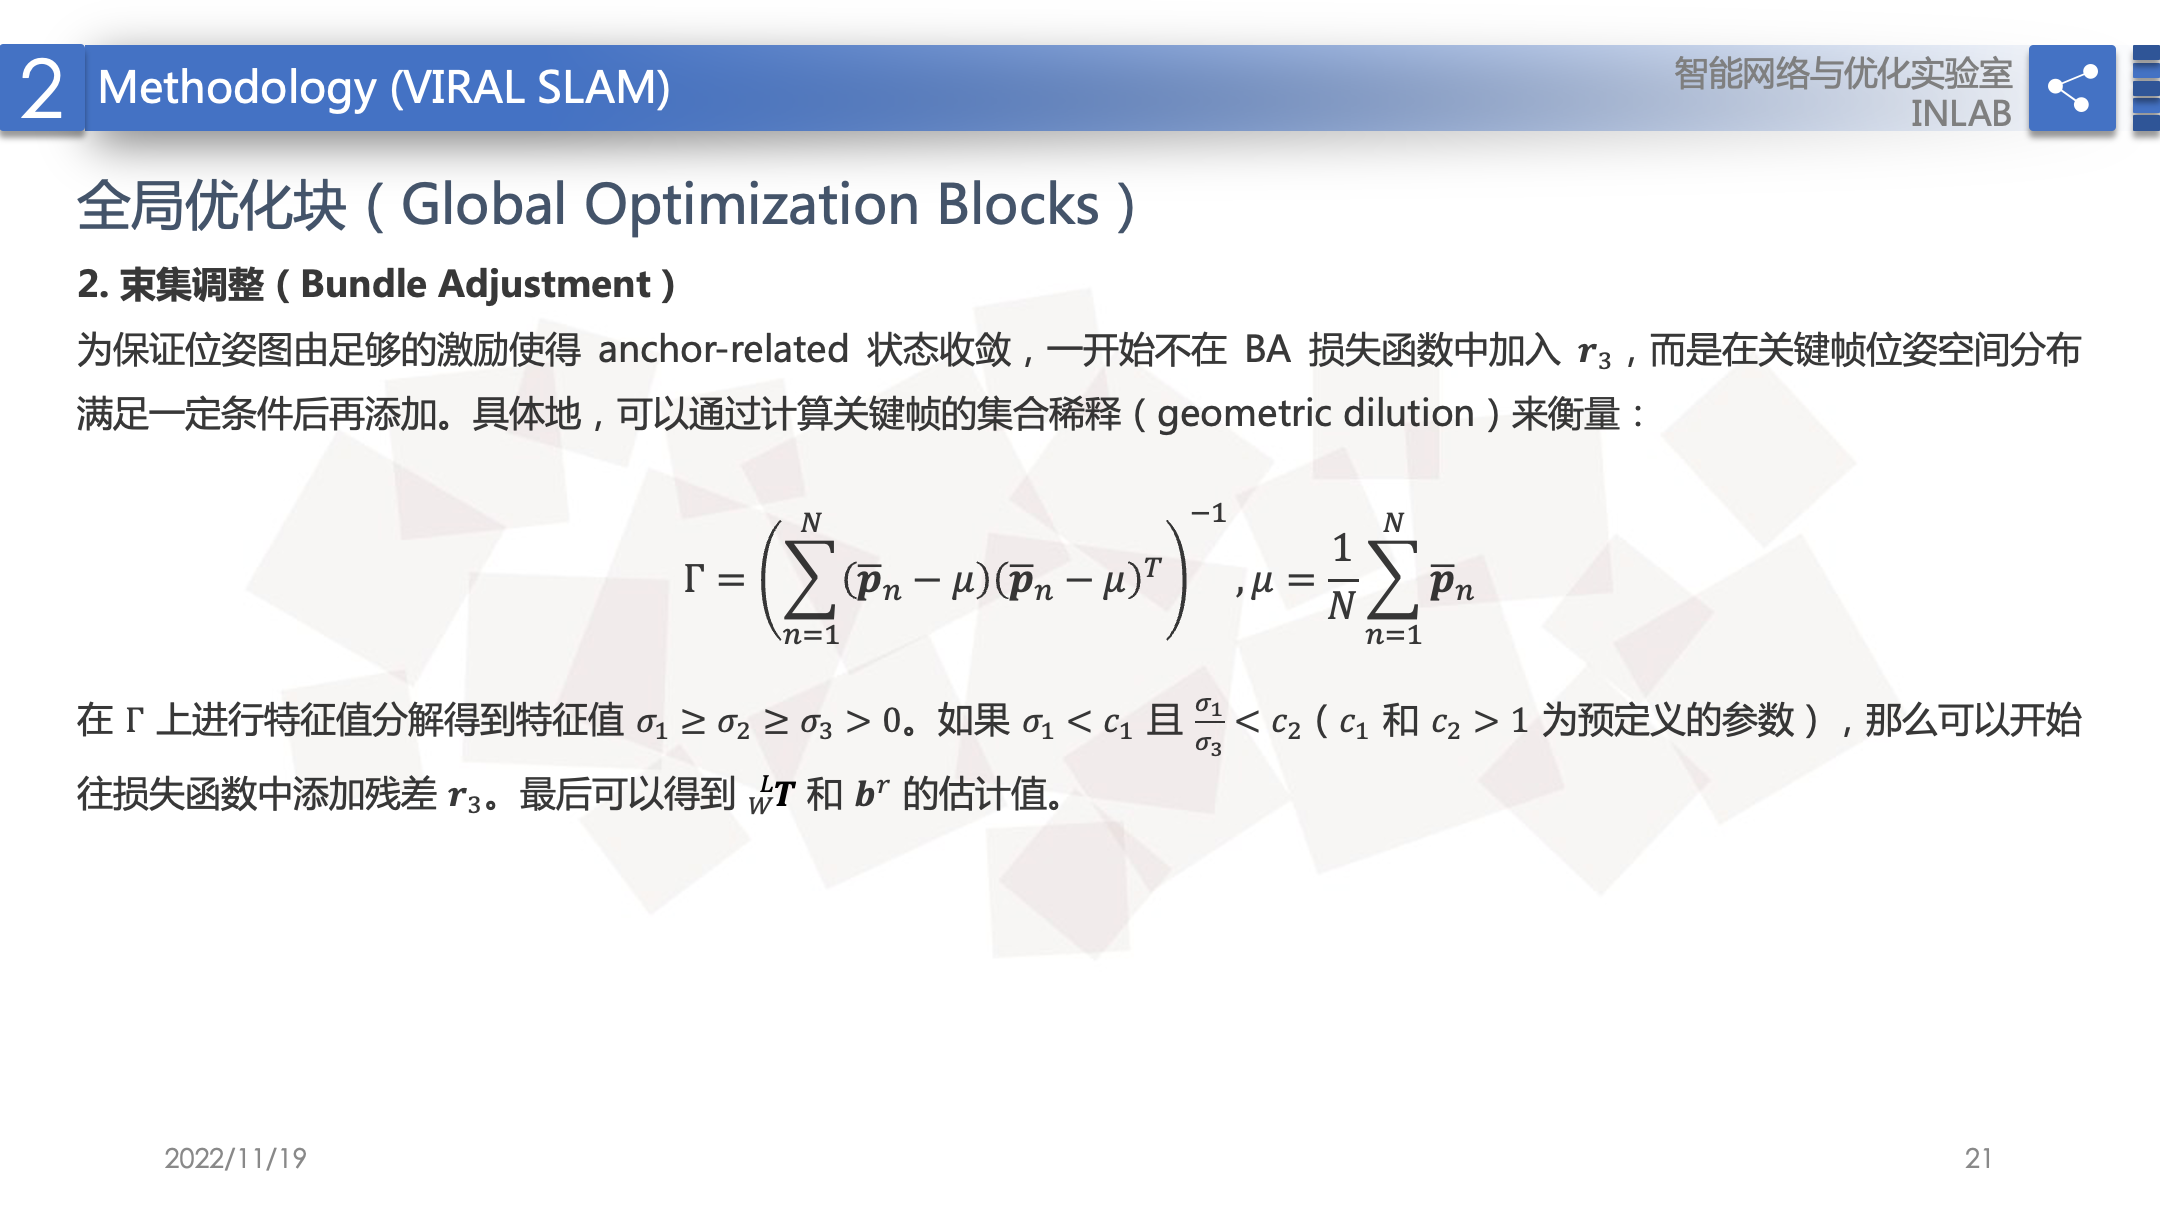 2 Methodology (VIRAL SLAM)
智能网络与优化实验室
INLAB
全局优化块（Global Optimization Blocks）
2. 束集调整（Bundle Adjustment）
为保证位姿图由足够的激励使得 anchor-related 状态收敛，一开始不在 BA 损失函数中加入 𝒓₃，而是在关键帧位姿空间分布
满足一定条件后再添加。具体地，可以通过计算关键帧的集合稀释（geometric dilution）来衡量：
$\Gamma = \left( \sum_{n=1}^{N} (\overline{\boldsymbol{p}}_n - \mu)(\overline{\boldsymbol{p}}_n - \mu)^T \right)^{-1}, \mu = \frac{1}{N} \sum_{n=1}^{N} \overline{\boldsymbol{p}}_n$
在 Γ 上进行特征值分解得到特征值 $\sigma_1 \geq \sigma_2 \geq \sigma_3 > 0$。如果 $\sigma_1 < c_1$ 且 $\frac{\sigma_1}{\sigma_3} < c_2$（$c_1$ 和 $c_2 > 1$ 为预定义的参数），那么可以开始
往损失函数中添加残差 𝒓₃。最后可以得到 ${}^{L}_{W}\boldsymbol{T}$ 和 $\boldsymbol{b}^r$ 的估计值。
2022/11/19
21